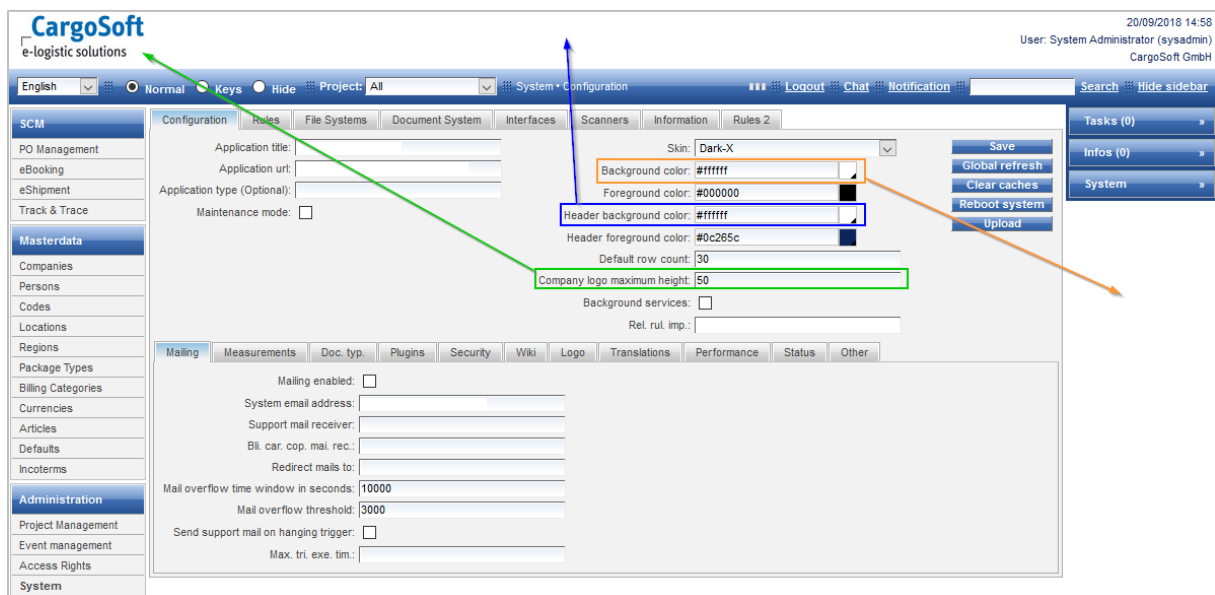 CargoSoft
e-logistic solutions
20/09/2018 14:58
User: System Administrator (sysadmin)
CargoSoft GmbH
English Normal Keys Hide Project: All System • Configuration Logout Chat Notification Search Hide sidebar
SCM
PO Management
eBooking
eShipment
Track & Trace
Masterdata
Companies
Persons
Codes
Locations
Regions
Package Types
Billing Categories
Currencies
Articles
Defaults
Incoterms
Administration
Project Management
Event management
Access Rights
System
Configuration Rules File Systems Document System Interfaces Scanners Information Rules 2
Application title:
Application url:
Application type (Optional):
Maintenance mode:
Skin: Dark-X
Background color: #ffffff
Foreground color: #000000
Header background color: #ffffff
Header foreground color: #0c265c
Default row count: 30
Company logo maximum height: 50
Background services:
Rel. rul. imp.:
Save
Global refresh
Clear caches
Reboot system
Upload
Mailing Measurements Doc. typ. Plugins Security Wiki Logo Translations Performance Status Other
Mailing enabled:
System email address:
Support mail receiver:
Bli. car. cop. mai. rec.:
Redirect mails to:
Mail overflow time window in seconds: 10000
Mail overflow threshold: 3000
Send support mail on hanging trigger:
Max. tri. exe. tim.:
Tasks (0) »
Infos (0) »
System »